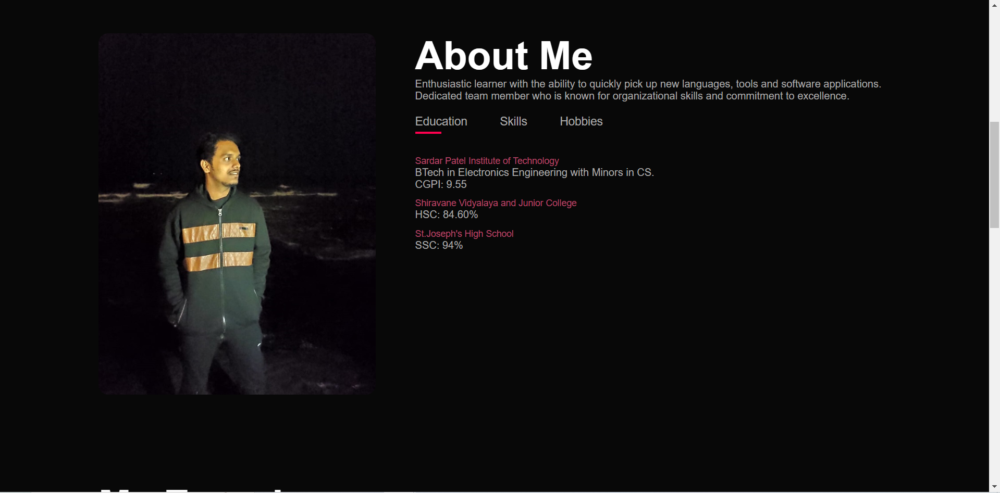 About Me
Enthusiastic learner with the ability to quickly pick up new languages, tools and software applications.
Dedicated team member who is known for organizational skills and commitment to excellence.
Education Skills Hobbies
Sardar Patel Institute of Technology
BTech in Electronics Engineering with Minors in CS.
CGPI: 9.55
Shiravane Vidyalaya and Junior College
HSC: 84.60%
St.Joseph's High School
SSC: 94%